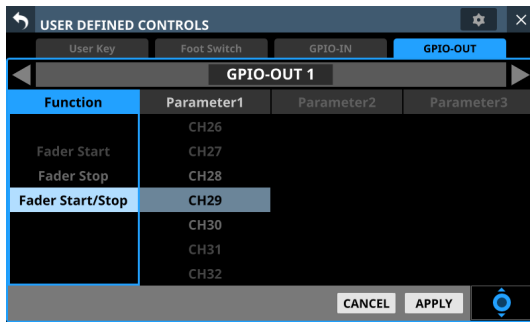 USER DEFINED CONTROLS
User Key Foot Switch GPIO-IN GPIO-OUT
GPIO-OUT 1
Function Parameter1 Parameter2 Parameter3
CH26
Fader Start CH27
Fader Stop CH28
Fader Start/Stop CH29
CH30
CH31
CH32
CANCEL APPLY